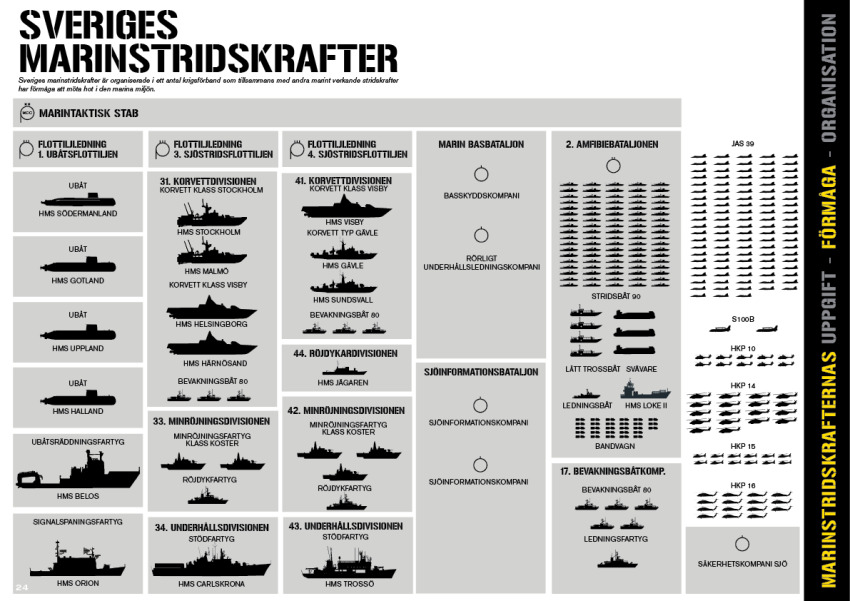 SVERIGES
MARINSTRIDSKRAFTER
Sveriges marinstridskrafter är organiserade i ett antal krigsförband som tillsammans med andra marint verkande stridskrafter
har förmåga att möta hot i den marina miljön.
MCC
MARINTAKTISK STAB
FLOTTILJLEDNING
1. UBÅTSFLOTTILJEN
UBÅT
HMS SÖDERMANLAND
UBÅT
HMS GOTLAND
UBÅT
HMS UPPLAND
UBÅT
HMS HALLAND
UBÅTSRÄDDNINGSFARTYG
HMS BELOS
SIGNALSPANINGSFARTYG
HMS ORION
24
FLOTTILJLEDNING
3. SJÖSTRIDSFLOTTILJEN
31. KORVETTDIVISIONEN
KORVETT KLASS STOCKHOLM
HMS STOCKHOLM
HMS MALMÖ
KORVETT KLASS VISBY
HMS HELSINGBORG
HMS HÄRNÖSAND
BEVAKNINGSBÅT 80
33. MINRÖJNINGSDIVISIONEN
MINRÖJNINGSFARTYG
KLASS KOSTER
RÖJDYKFARTYG
34. UNDERHÅLLSDIVISIONEN
STÖDFARTYG
HMS CARLSKRONA
FLOTTILJLEDNING
4. SJÖSTRIDSFLOTTILJEN
41. KORVETTDIVISIONEN
KORVETT KLASS VISBY
HMS VISBY
KORVETT TYP GÄVLE
HMS GÄVLE
HMS SUNDSVALL
BEVAKNINGSBÅT 80
44. RÖJDYKARDIVISIONEN
HMS JÄGAREN
42. MINRÖJNINGSDIVISIONEN
MINRÖJNINGSFARTYG
KLASS KOSTER
RÖJDYKFARTYG
43. UNDERHÅLLSDIVISIONEN
STÖDFARTYG
HMS TROSSÖ
MARIN BASBATALJON
BASSKYDDSKOMPANI
RÖRLIGT
UNDERHÅLLSLEDNINGSKOMPANI
SJÖINFORMATIONSBATALJON
SJÖINFORMATIONSKOMPANI
SJÖINFORMATIONSKOMPANI
2. AMFIBIEBATALJONEN
STRIDSBÅT 90
LÄTT TROSSBÅT SVÄVARE
LEDNINGSBÅT HMS LOKE II
BANDVAGN
17. BEVAKNINGSBÅTKOMP.
BEVAKNINGSBÅT 80
LEDNINGSFARTYG
JAS 39
S100B
HKP 10
HKP 14
HKP 15
HKP 16
SÄKERHETSKOMPANI SJÖ
MARINSTRIDSKRAFTERNAS UPPGIFT - FÖRMÅGA - ORGANISATION